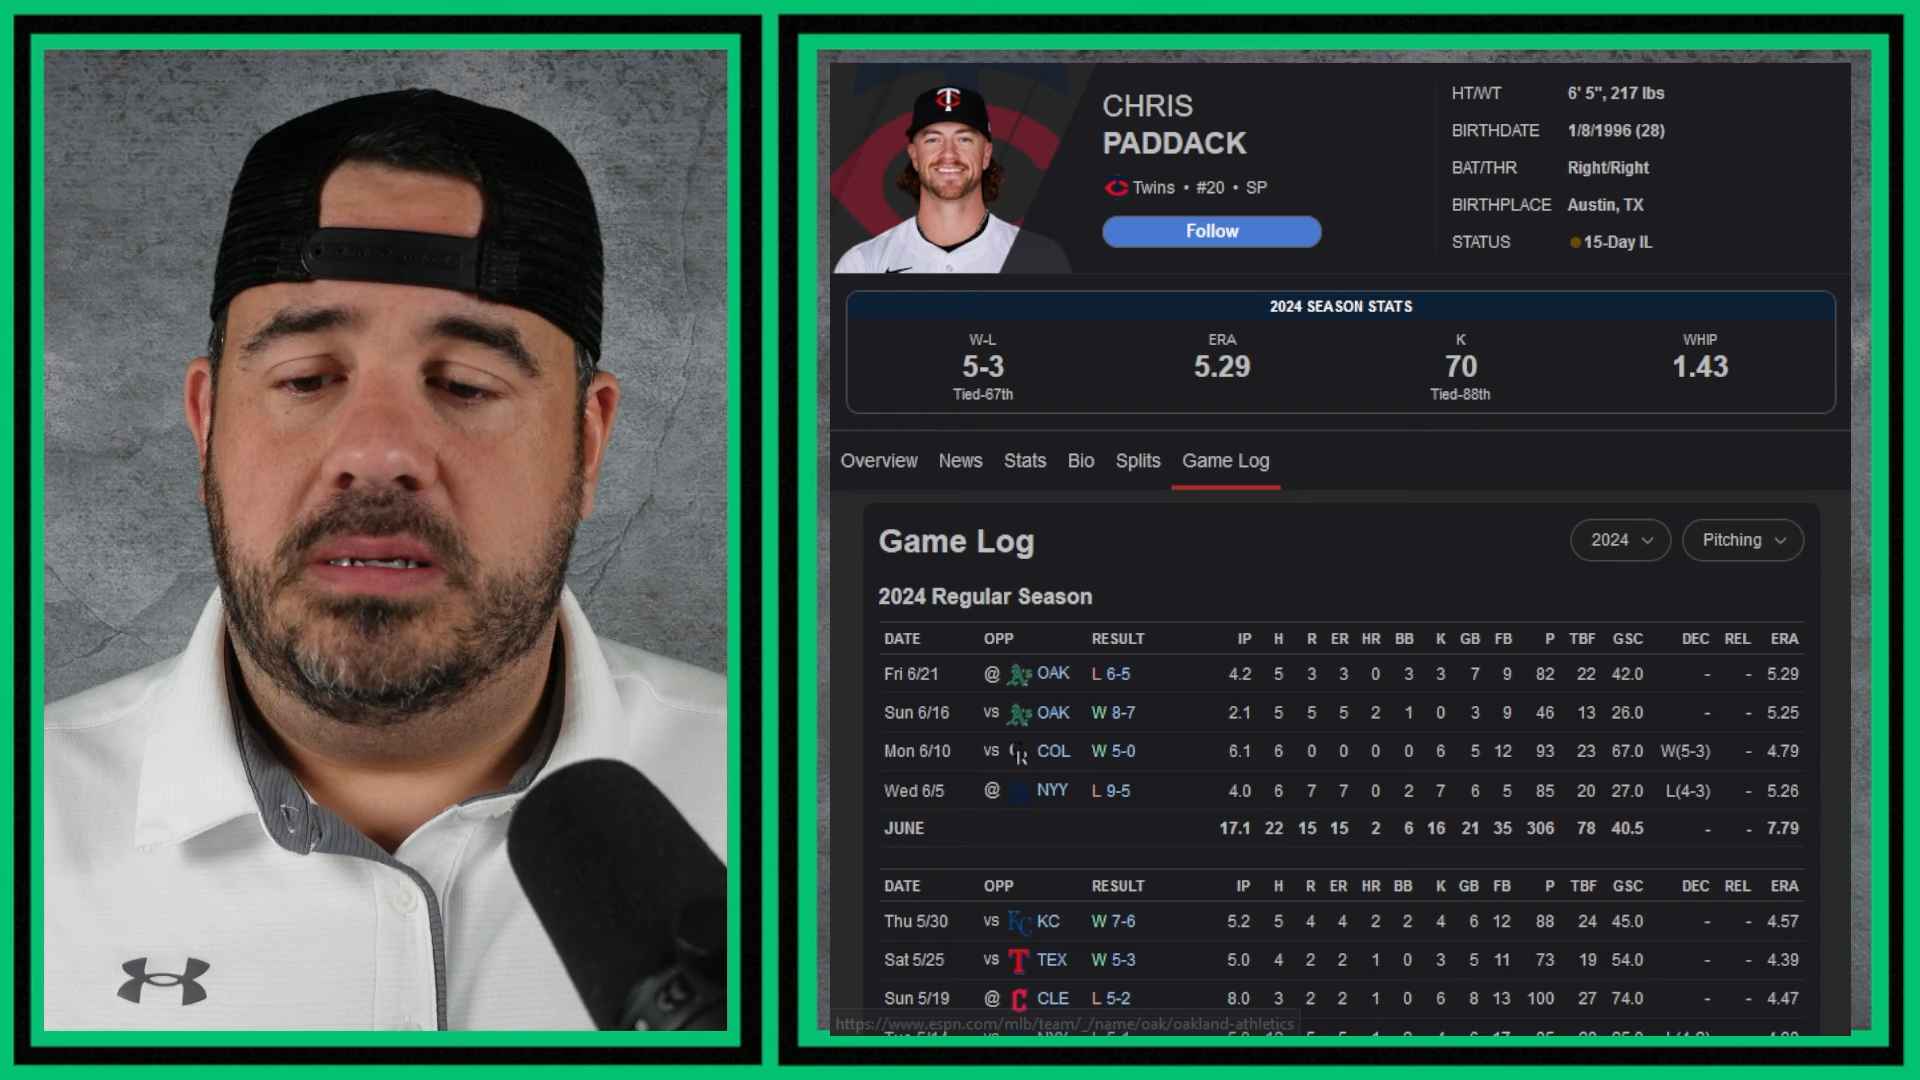 CHRIS
PADDACK
Twins • #20 • SP
Follow
HT/WT 6' 5", 217 lbs
BIRTHDATE 1/8/1996 (28)
BAT/THR Right/Right
BIRTHPLACE Austin, TX
STATUS 15-Day IL
2024 SEASON STATS
W-L ERA K WHIP
5-3 5.29 70 1.43
Tied-67th Tied-88th
Overview News Stats Bio Splits Game Log
Game Log
2024 Pitching
2024 Regular Season
DATE OPP RESULT IP H R ER HR BB K GB FB P TBF GSC DEC REL ERA
Fri 6/21 @ OAK L 6-5 4.2 5 3 3 0 3 3 7 9 82 22 42.0 - - 5.29
Sun 6/16 vs OAK W 8-7 2.1 5 5 5 2 1 0 3 9 46 13 26.0 - - 5.25
Mon 6/10 vs COL W 5-0 6.1 6 0 0 0 0 6 5 12 93 23 67.0 W(5-3) - 4.79
Wed 6/5 @ NYY L 9-5 4.0 6 7 7 0 2 7 6 5 85 20 27.0 L(4-3) - 5.26
JUNE 17.1 22 15 15 2 6 16 21 35 306 78 40.5 - - 7.79
DATE OPP RESULT IP H R ER HR BB K GB FB P TBF GSC DEC REL ERA
Thu 5/30 vs KC W 7-6 5.2 5 4 4 2 2 4 6 12 88 24 45.0 - - 4.57
Sat 5/25 vs TEX W 5-3 5.0 4 2 2 1 0 3 5 11 73 19 54.0 - - 4.39
Sun 5/19 @ CLE L 5-2 8.0 3 2 2 1 0 6 8 13 100 27 74.0 - - 4.47
https://www.espn.com/mlb/team/_/name/oak/oakland-athletics